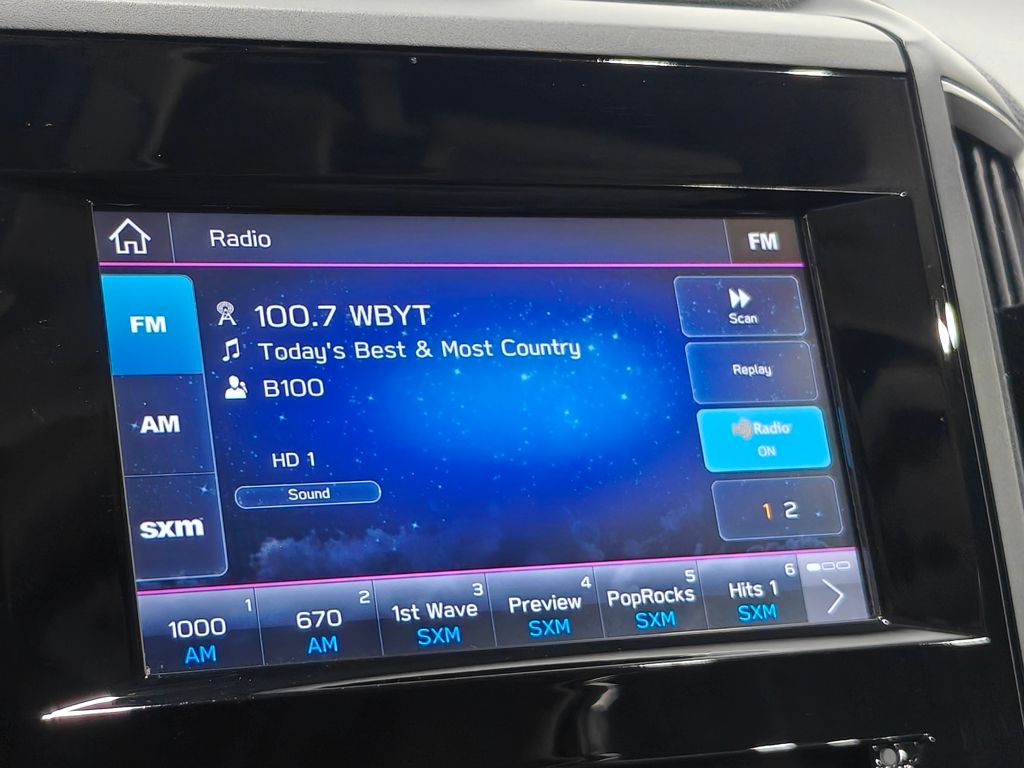 Radio
FM
FM
AM
sxm
100.7 WBYT
Today's Best & Most Country
B100
HD 1
Sound
Scan
Replay
HD Radio
ON
1 2
1
1000
AM
2
670
AM
3
1st Wave
SXM
4
Preview
SXM
5
PopRocks
SXM
6
Hits 1
SXM